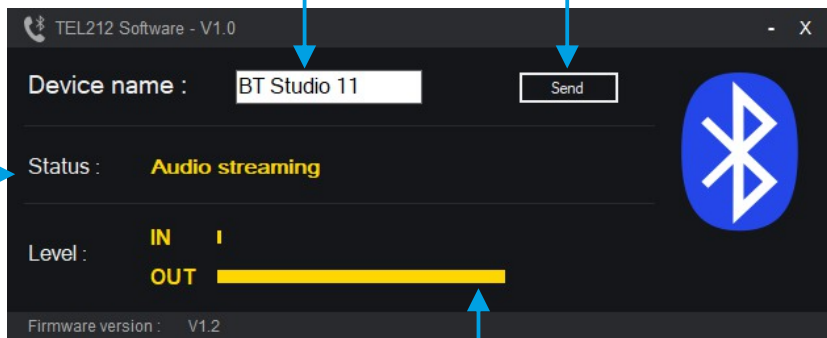 TEL212 Software - V1.0
- X
Device name : BT Studio 11 Send
Status : Audio streaming
Level :
IN
OUT
Firmware version : V1.2